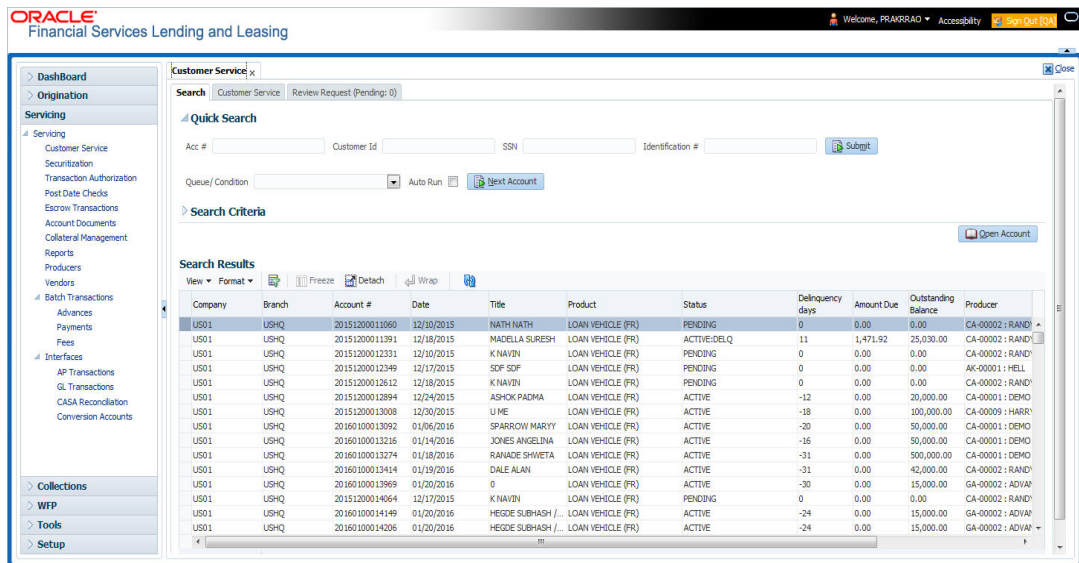 ORACLE
Financial Services Lending and Leasing
Welcome, PRAKRRAO Accessibility Sign Out [QA]
Close
DashBoard
Origination
Servicing
Servicing
Customer Service
Securitization
Transaction Authorization
Post Date Checks
Escrow Transactions
Account Documents
Collateral Management
Reports
Producers
Vendors
Batch Transactions
Advances
Payments
Fees
Interfaces
AP Transactions
GL Transactions
CASA Reconciliation
Conversion Accounts
Collections
WFP
Tools
Setup
Customer Service
Search Customer Service Review Request (Pending: 0)
Quick Search
Acc # Customer Id SSN Identification # Submit
Queue/ Condition Auto Run Next Account
Search Criteria
Open Account
Search Results
View Format Freeze Detach Wrap
Company Branch Account # Date Title Product Status Delinquency days Amount Due Outstanding Balance Producer
US01 USHQ 20151200011060 12/10/2015 NATH NATH LOAN VEHICLE (FR) PENDING 0 0.00 0.00 CA-00002 : RANDY
US01 USHQ 20151200011391 12/18/2015 MADELLA SURESH LOAN VEHICLE (FR) ACTIVE:DELQ 11 1,471.92 25,030.00 CA-00002 : RANDY
US01 USHQ 20151200012331 12/10/2015 K NAVIN LOAN VEHICLE (FR) PENDING 0 0.00 0.00 CA-00002 : RANDY
US01 USHQ 20151200012349 12/17/2015 SDF SDF LOAN VEHICLE (FR) PENDING 0 0.00 0.00 AK-00001 : HELL
US01 USHQ 20151200012612 12/18/2015 K NAVIN LOAN VEHICLE (FR) PENDING 0 0.00 0.00 CA-00002 : RANDY
US01 USHQ 20151200012894 12/24/2015 ASHOK PADMA LOAN VEHICLE (FR) ACTIVE -12 0.00 20,000.00 CA-00001 : DEMO
US01 USHQ 20151200013008 12/30/2015 U ME LOAN VEHICLE (FR) ACTIVE -18 0.00 100,000.00 CA-00009 : HARRY
US01 USHQ 20160100013092 01/06/2016 SPARROW MARYY LOAN VEHICLE (FR) ACTIVE -20 0.00 50,000.00 CA-00001 : DEMO
US01 USHQ 20160100013216 01/14/2016 JONES ANGELINA LOAN VEHICLE (FR) ACTIVE -16 0.00 50,000.00 CA-00001 : DEMO
US01 USHQ 20160100013274 01/18/2016 RANADE SHWETA LOAN VEHICLE (FR) ACTIVE -31 0.00 500,000.00 CA-00001 : DEMO
US01 USHQ 20160100013414 01/19/2016 DALE ALAN LOAN VEHICLE (FR) ACTIVE -31 0.00 42,000.00 CA-00002 : RANDY
US01 USHQ 20160100013969 01/20/2016 0 LOAN VEHICLE (FR) ACTIVE -30 0.00 15,000.00 GA-00002 : ADVAN
US01 USHQ 20151200014064 12/17/2015 K NAVIN LOAN VEHICLE (FR) PENDING 0 0.00 0.00 CA-00002 : RANDY
US01 USHQ 20160100014149 01/20/2016 HEGDE SUBHASH /... LOAN VEHICLE (FR) ACTIVE -24 0.00 15,000.00 GA-00002 : ADVAN
US01 USHQ 20160100014206 01/20/2016 HEGDE SUBHASH /... LOAN VEHICLE (FR) ACTIVE -24 0.00 15,000.00 GA-00002 : ADVAN